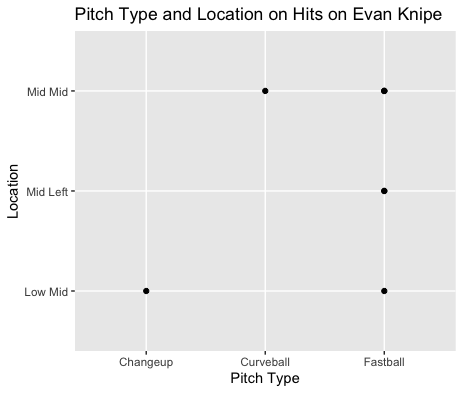 Pitch Type and Location on Hits on Evan Knipe
Location
Mid Mid
Mid Left
Low Mid
Changeup Curveball Fastball
Pitch Type